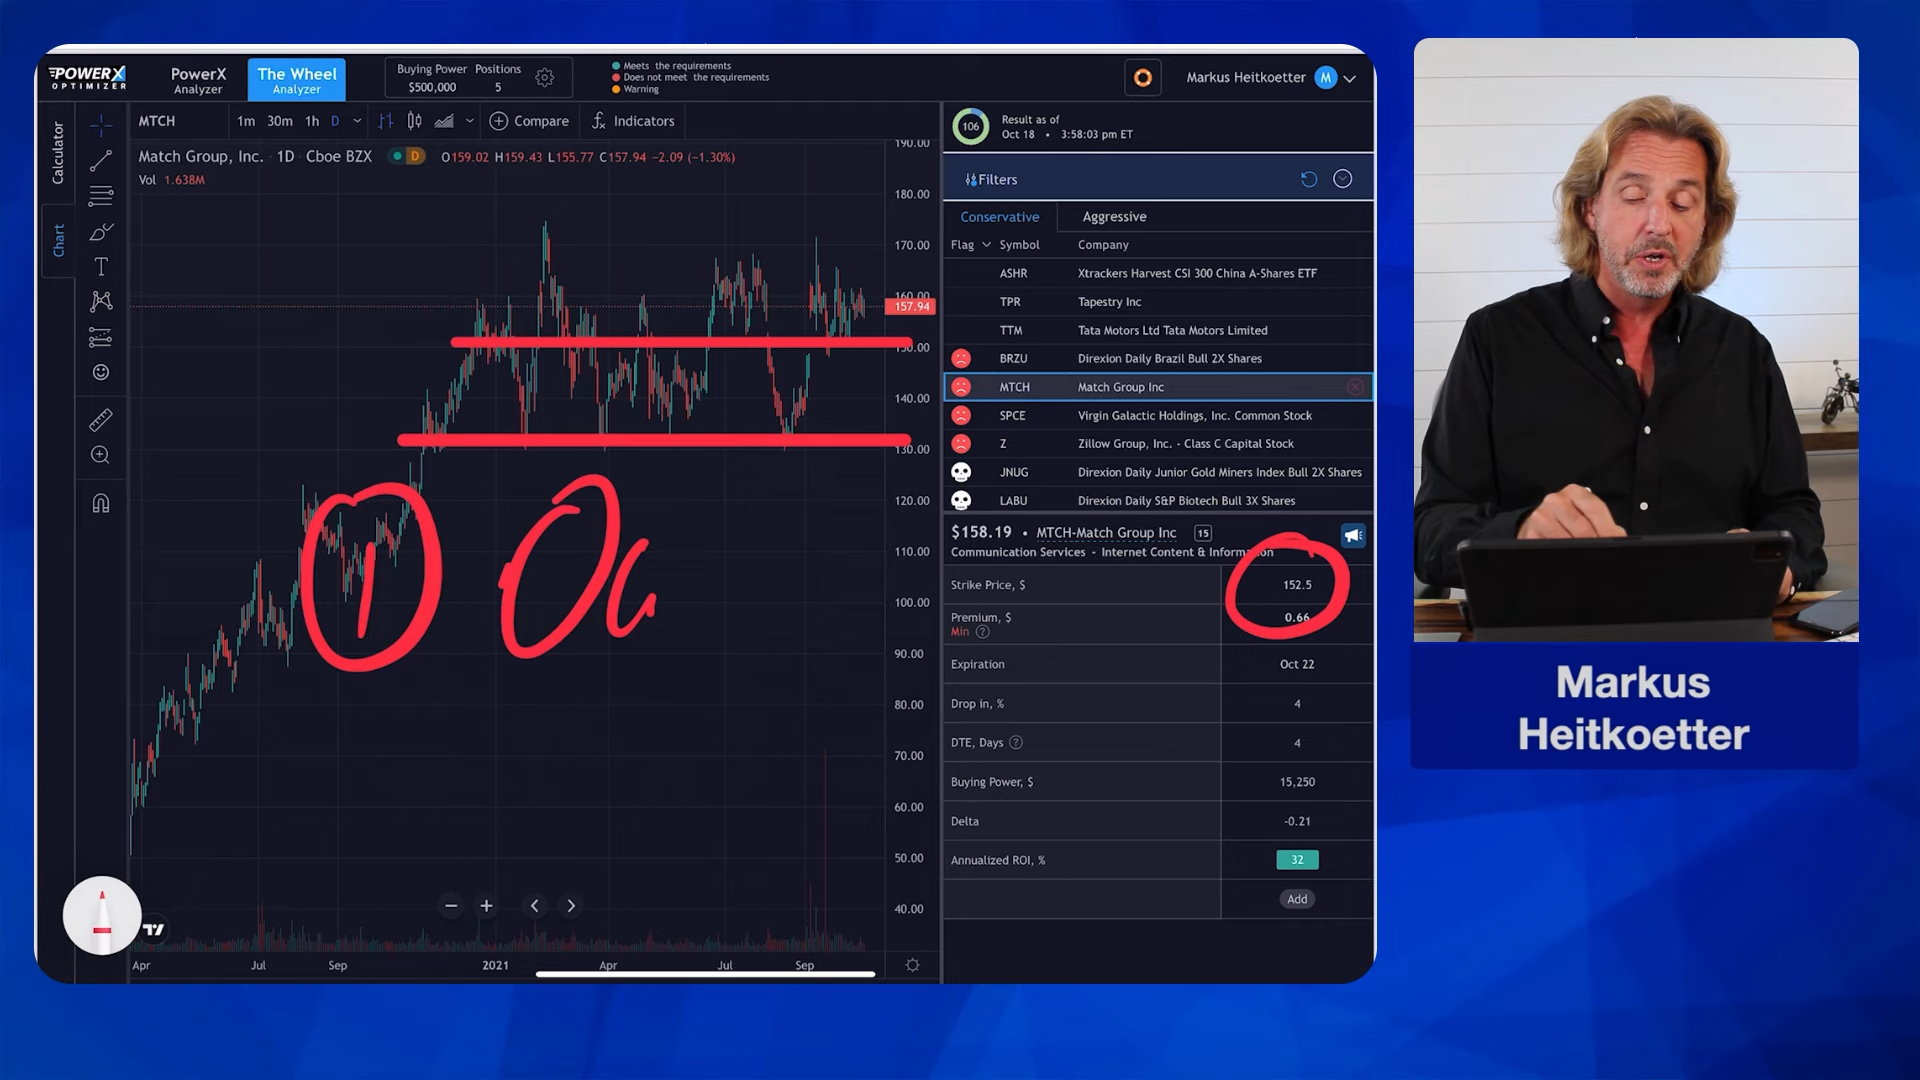 POWERX
OPTIMIZER
PowerX
Analyzer
The Wheel
Analyzer
Buying Power Positions
$500,000 5
Meets the requirements
Does not meet the requirements
Warning
Markus Heitkoetter M
Calculator
Chart
MTCH 1m 30m 1h D Compare Indicators
Match Group, Inc. 1D Cboe BZX D O159.02 H159.43 L155.77 C157.94 −2.09 (−1.30%)
Vol 1.638M
190.00
180.00
170.00
160.00
157.94
150.00
140.00
130.00
120.00
110.00
100.00
90.00
80.00
70.00
60.00
50.00
40.00
Apr Jul Sep 2021 Apr Jul Sep
1
106 Result as of
Oct 18 • 3:58:03 pm ET
Filters
Conservative Aggressive
Flag Symbol Company
ASHR Xtrackers Harvest CSI 300 China A-Shares ETF
TPR Tapestry Inc
TTM Tata Motors Ltd Tata Motors Limited
BRZU Direxion Daily Brazil Bull 2X Shares
MTCH Match Group Inc
SPCE Virgin Galactic Holdings, Inc. Common Stock
Z Zillow Group, Inc. - Class C Capital Stock
JNUG Direxion Daily Junior Gold Miners Index Bull 2X Shares
LABU Direxion Daily S&P Biotech Bull 3X Shares
$158.19 • MTCH-Match Group Inc 15
Communication Services - Internet Content & Information
Strike Price, $ 152.5
Premium, $ 0.66
Min ?
Expiration Oct 22
Drop in, % 4
DTE, Days ? 4
Buying Power, $ 15,250
Delta -0.21
Annualized ROI, % 32
Add
Markus
Heitkoetter